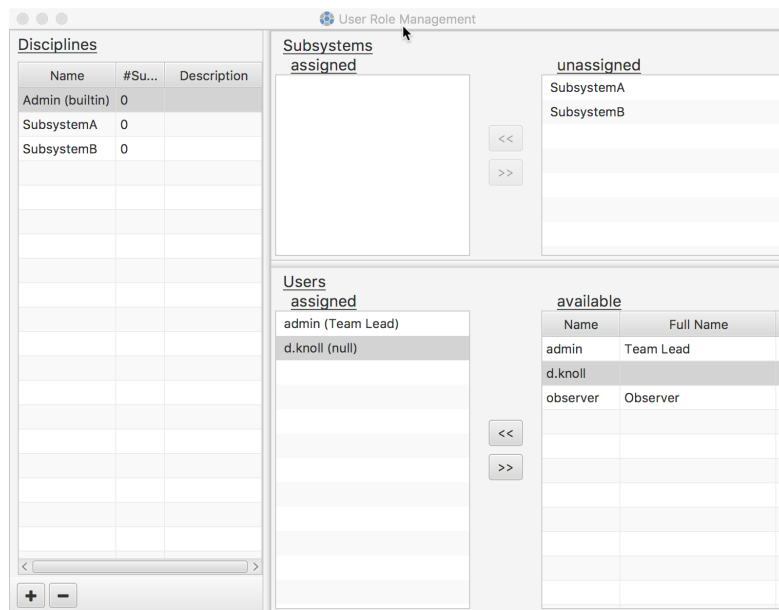 User Role Management
Disciplines
Name #Su... Description
Admin (builtin) 0
SubsystemA 0
SubsystemB 0
+ −
Subsystems
assigned
<<
>>
unassigned
SubsystemA
SubsystemB
Users
assigned
admin (Team Lead)
d.knoll (null)
<<
>>
available
Name Full Name
admin Team Lead
d.knoll
observer Observer